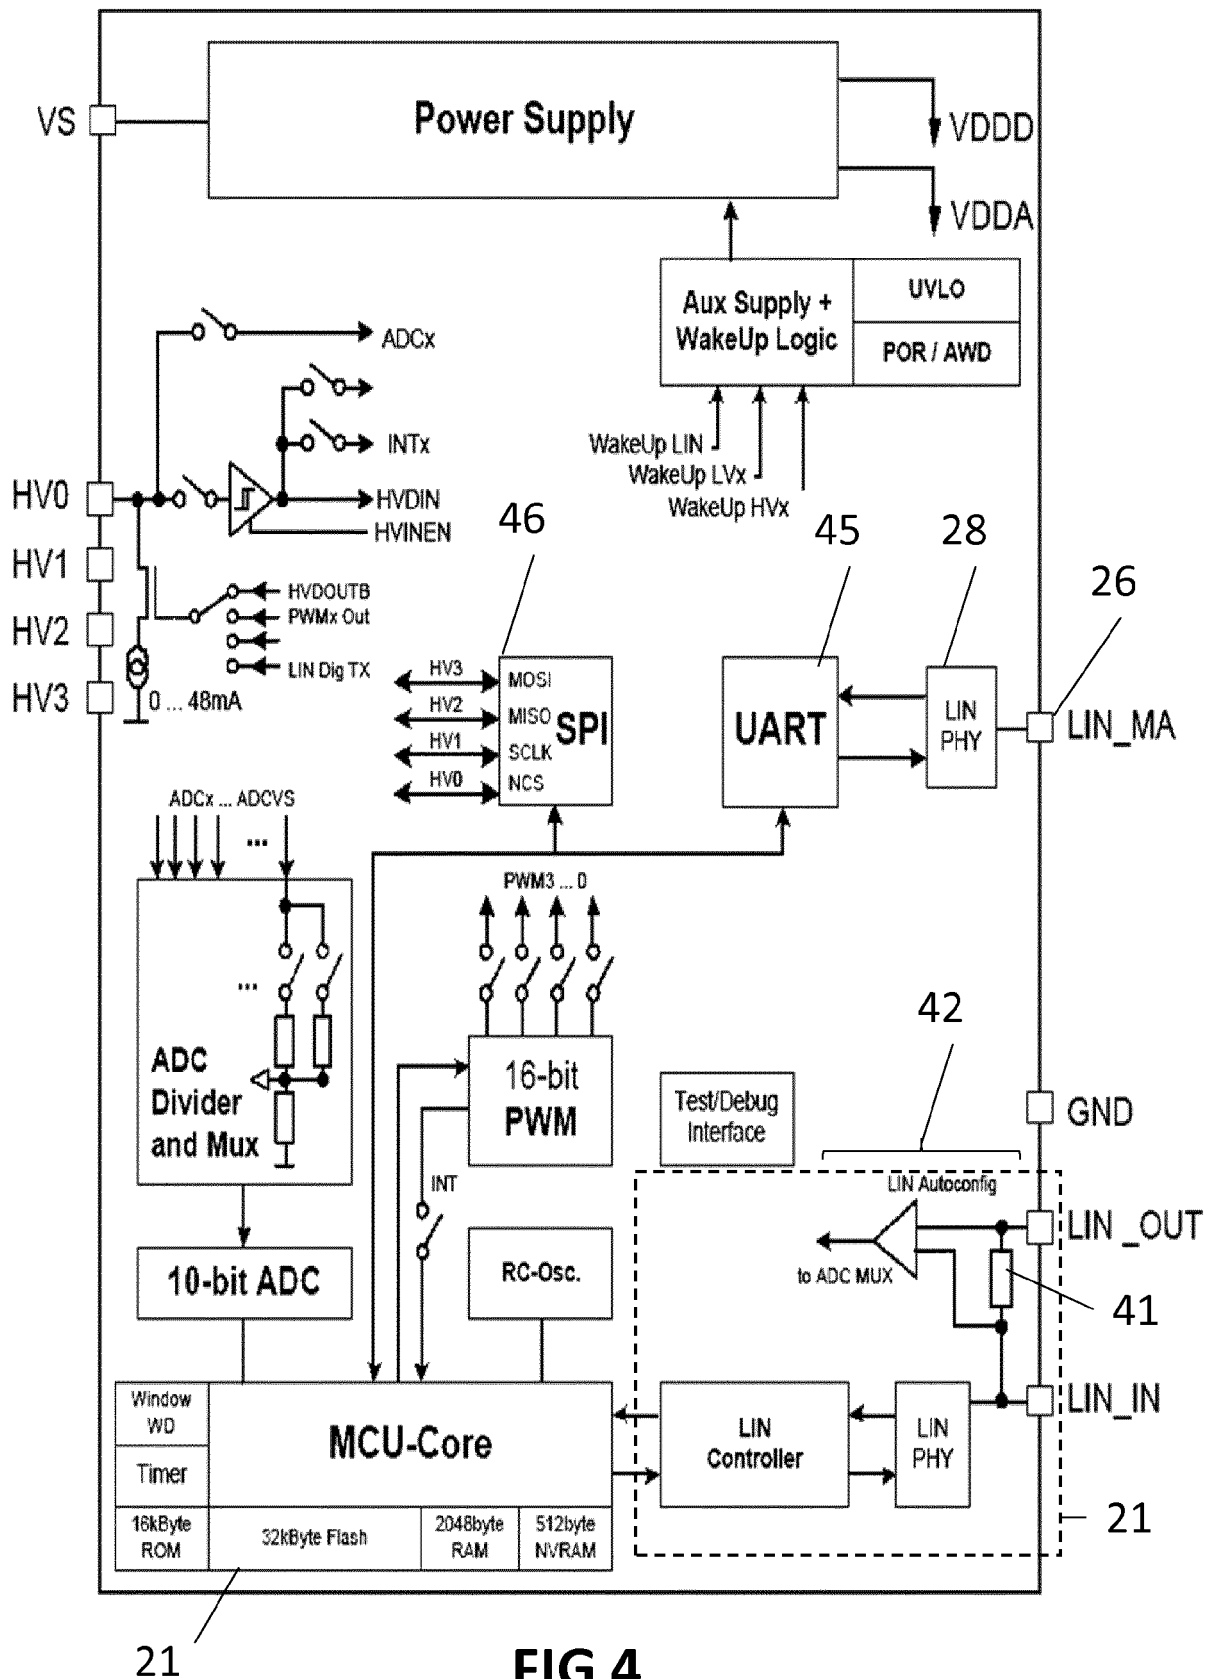 Power Supply
VS
VDDD
VDDA
Aux Supply +
WakeUp Logic
UVLO
POR / AWD
WakeUp LIN
WakeUp LVx
WakeUp HVx
ADCx
INTx
HVDIN
HVINEN
HV0
HV1
HV2
HV3
HVDOUTB
PWMx Out
LIN Dig TX
0 ... 48mA
46
45
28
26
HV3
HV2
HV1
HV0
MOSI
MISO
SCLK
NCS
SPI
UART
LIN
PHY
LIN_MA
ADCx ... ADCVS
...
...
ADC
Divider
and Mux
PWM3 ... 0
16-bit
PWM
INT
Test/Debug
Interface
42
GND
LIN Autoconfig
to ADC MUX
LIN_OUT
41
LIN_IN
10-bit ADC
RC-Osc.
Window
WD
Timer
MCU-Core
LIN
Controller
LIN
PHY
16kByte
ROM
32kByte Flash
2048byte
RAM
512byte
NVRAM
21
21
FIG 4